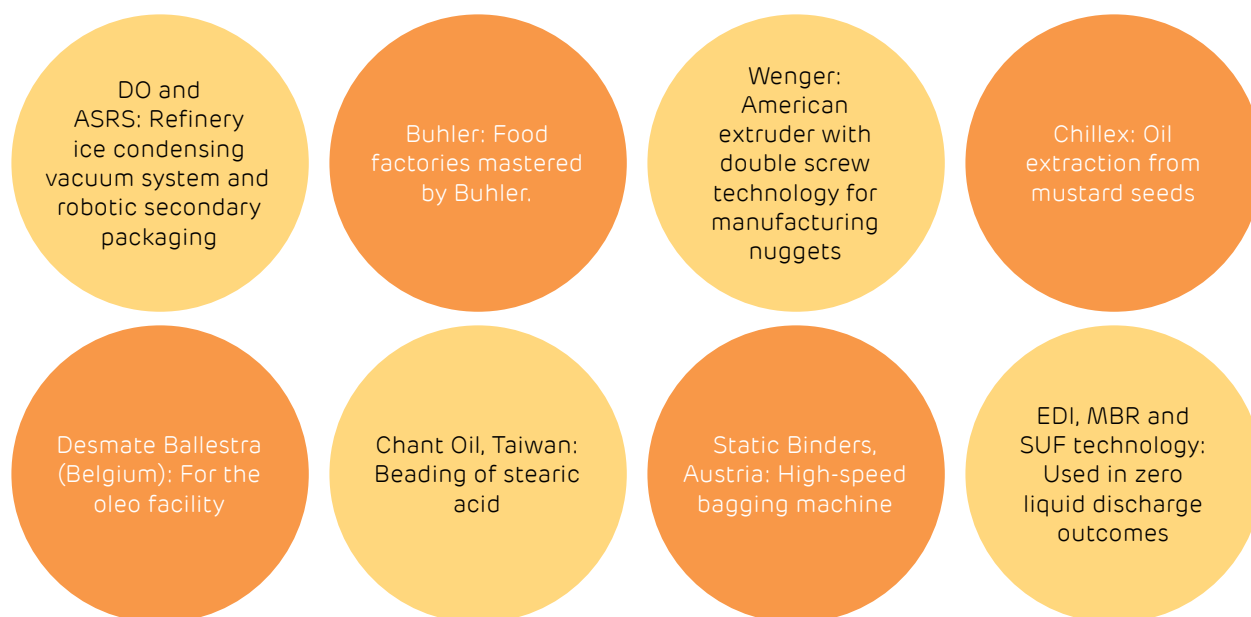 DO and
ASRS: Refinery
ice condensing
vacuum system and
robotic secondary
packaging
Buhler: Food
factories mastered
by Buhler.
Wenger:
American
extruder with
double screw
technology for
manufacturing
nuggets
Chillex: Oil
extraction from
mustard seeds
Desmate Ballestra
(Belgium): For the
oleo facility
Chant Oil, Taiwan:
Beading of stearic
acid
Static Binders,
Austria: High-speed
bagging machine
EDI, MBR and
SUF technology:
Used in zero
liquid discharge
outcomes